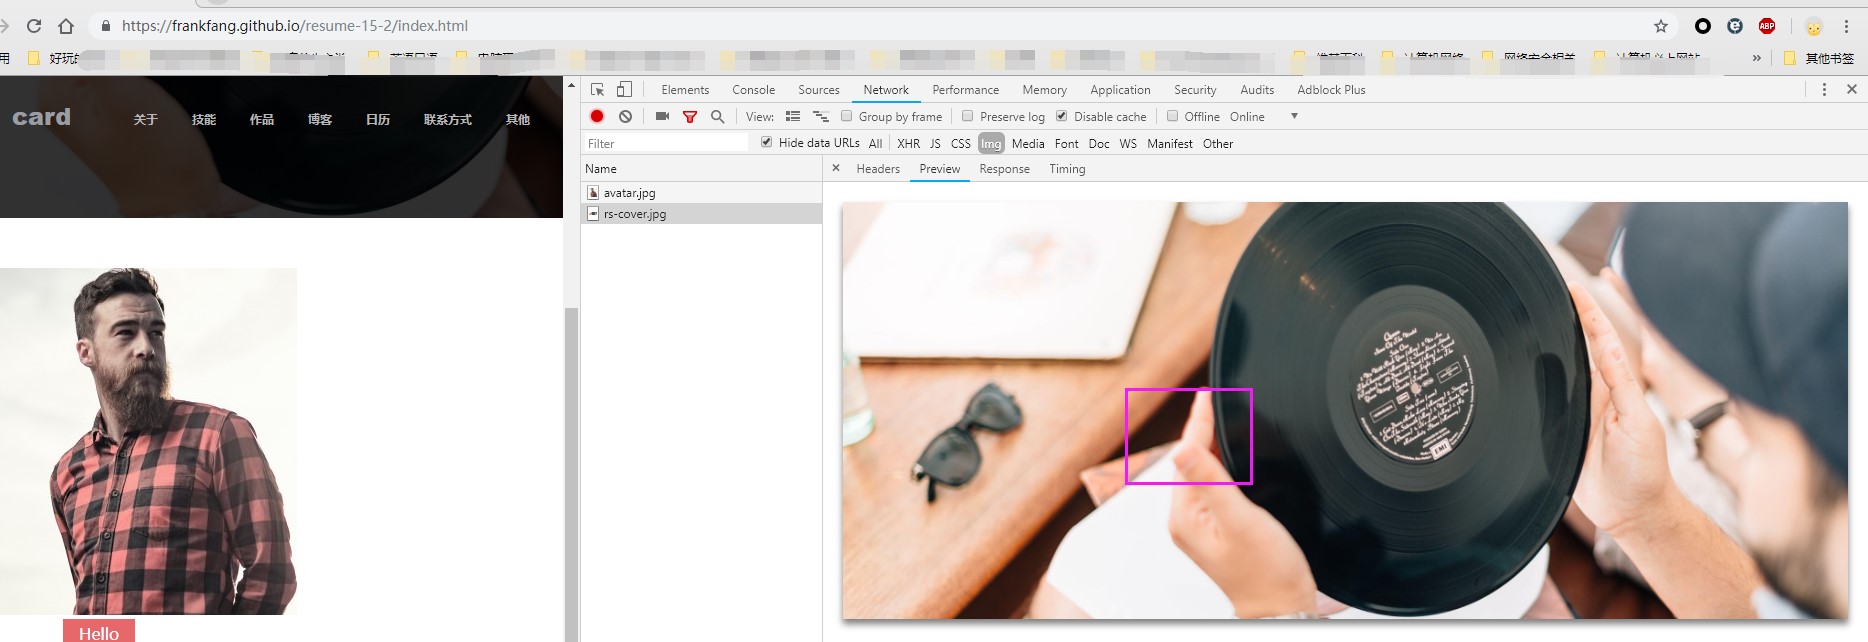 https://frankfang.github.io/resume-15-2/index.html
用 好玩的 其他书签
card 关于 技能 作品 博客 日历 联系方式 其他
Hello
Elements Console Sources Network Performance Memory Application Security Audits Adblock Plus
View: Group by frame Preserve log Disable cache Offline Online
Filter Hide data URLs All XHR JS CSS Img Media Font Doc WS Manifest Other
Name Headers Preview Response Timing
avatar.jpg
rs-cover.jpg
EMI